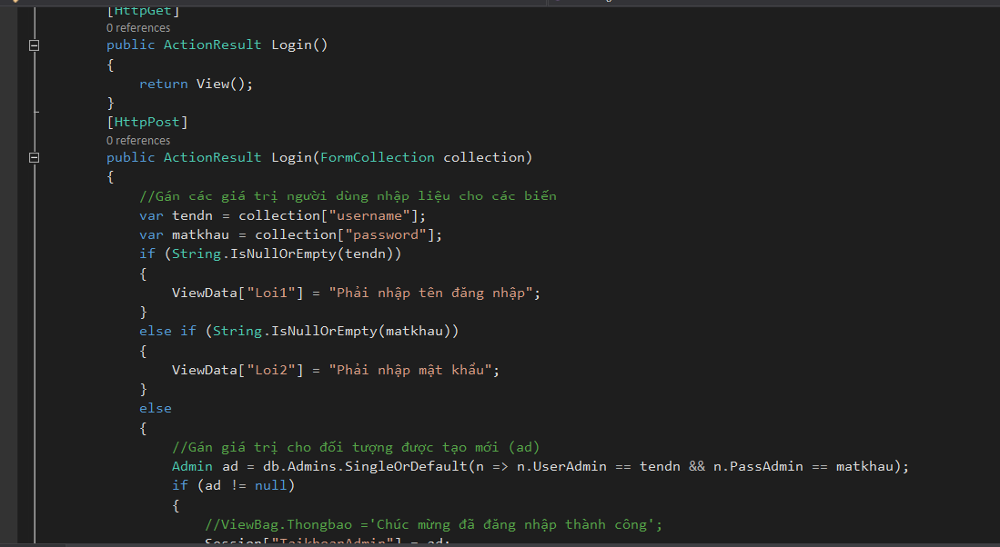 [HttpGet]
0 references
public ActionResult Login()
{
return View();
}
[HttpPost]
0 references
public ActionResult Login(FormCollection collection)
{
//Gán các giá trị người dùng nhập liệu cho các biến
var tendn = collection["username"];
var matkhau = collection["password"];
if (String.IsNullOrEmpty(tendn))
{
ViewData["Loi1"] = "Phải nhập tên đăng nhập";
}
else if (String.IsNullOrEmpty(matkhau))
{
ViewData["Loi2"] = "Phải nhập mật khẩu";
}
else
{
//Gán giá trị cho đối tượng được tạo mới (ad)
Admin ad = db.Admins.SingleOrDefault(n => n.UserAdmin == tendn && n.PassAdmin == matkhau);
if (ad != null)
{
//ViewBag.Thongbao ='Chúc mừng đã đăng nhập thành công';
Session["TaikhoanAdmin"] = ad;